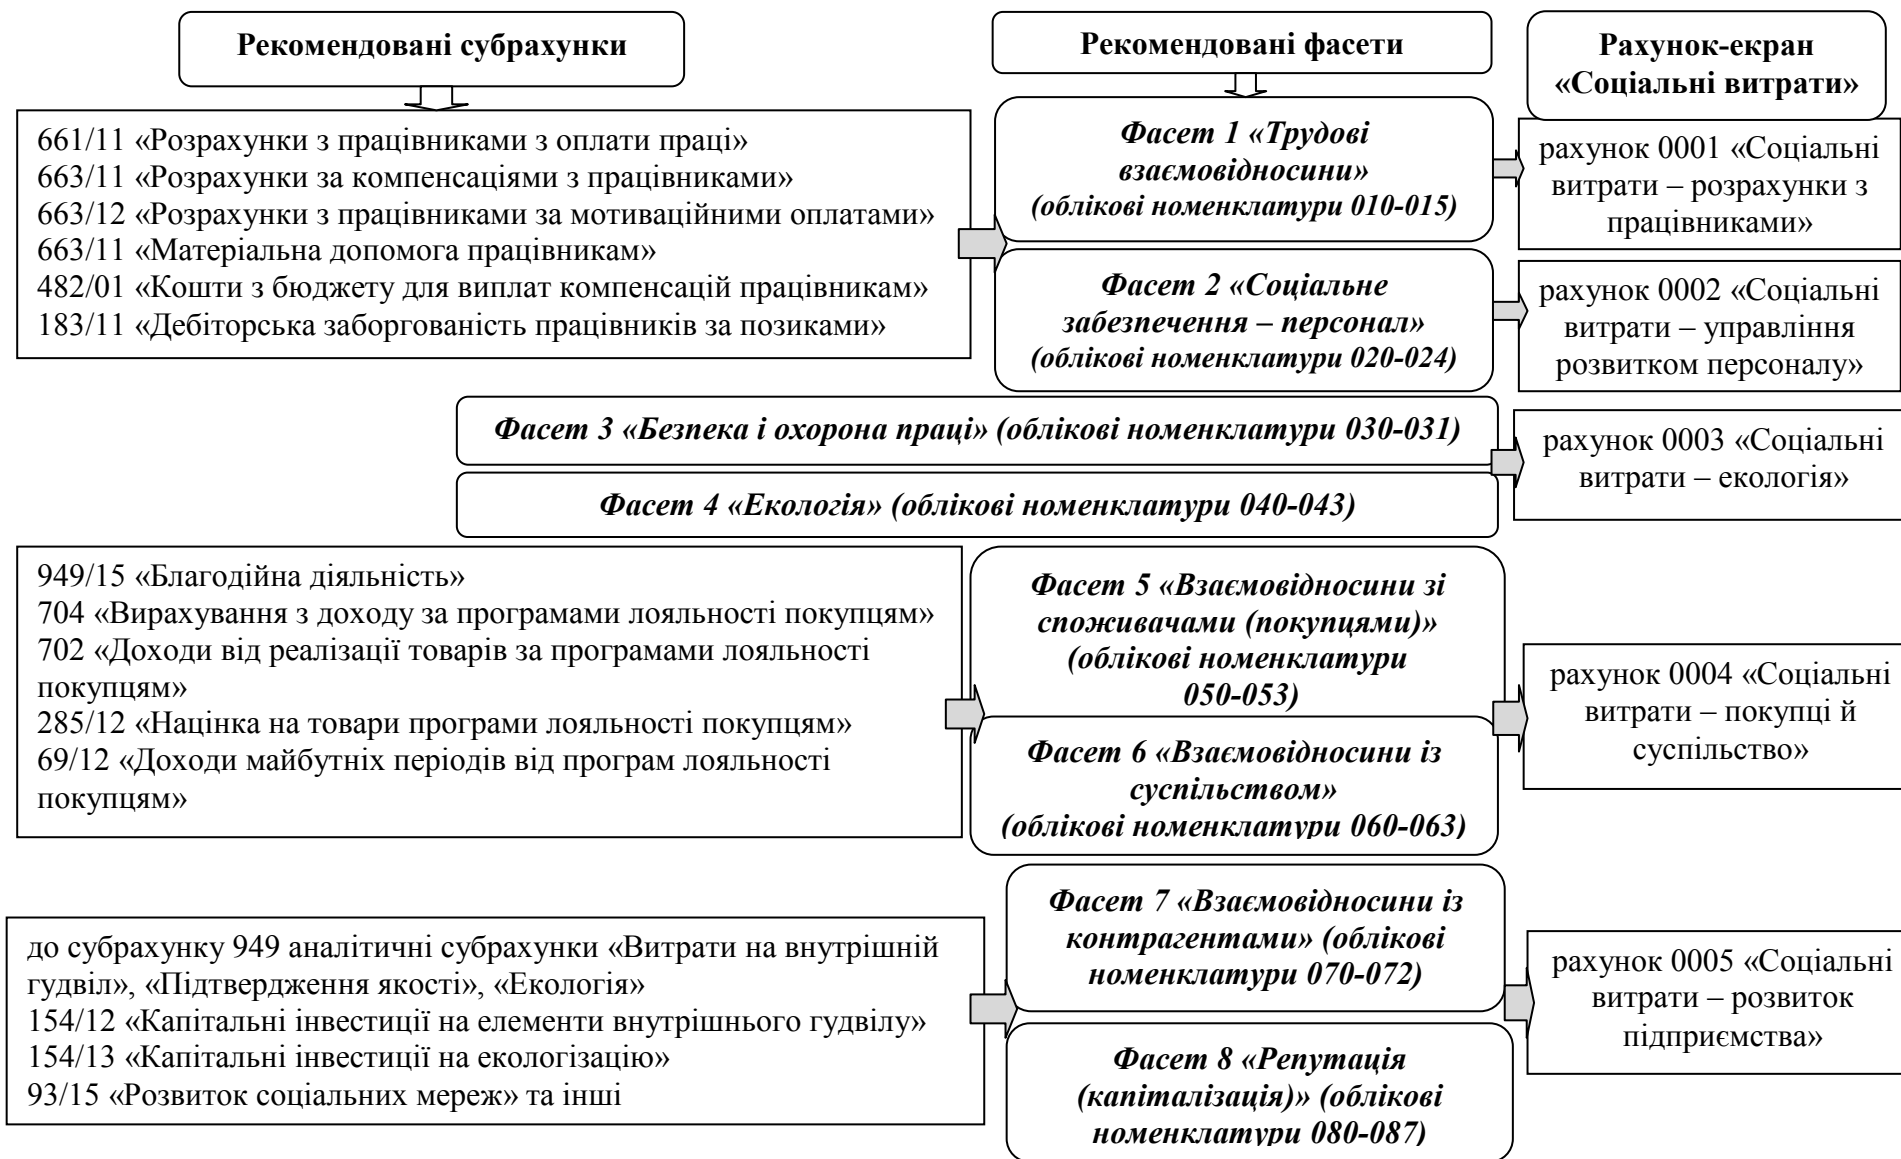 Рекомендовані субрахунки
Рекомендовані фасети
Рахунок-екран
«Соціальні витрати»
661/11 «Розрахунки з працівниками з оплати праці»
663/11 «Розрахунки за компенсаціями з працівниками»
663/12 «Розрахунки з працівниками за мотиваційними оплатами»
663/11 «Матеріальна допомога працівникам»
482/01 «Кошти з бюджету для виплат компенсацій працівникам»
183/11 «Дебіторська заборгованість працівників за позиками»
Фасет 1 «Трудові
взаємовідносини»
(облікові номенклатури 010-015)
рахунок 0001 «Соціальні
витрати – розрахунки з
працівниками»
Фасет 2 «Соціальне
забезпечення – персонал»
(облікові номенклатури 020-024)
рахунок 0002 «Соціальні
витрати – управління
розвитком персоналу»
Фасет 3 «Безпека і охорона праці» (облікові номенклатури 030-031)
Фасет 4 «Екологія» (облікові номенклатури 040-043)
рахунок 0003 «Соціальні
витрати – екологія»
949/15 «Благодійна діяльність»
704 «Вирахування з доходу за програмами лояльності покупцям»
702 «Доходи від реалізації товарів за програмами лояльності
покупцям»
285/12 «Націнка на товари програми лояльності покупцям»
69/12 «Доходи майбутніх періодів від програм лояльності
покупцям»
Фасет 5 «Взаємовідносини зі
споживачами (покупцями)»
(облікові номенклатури
050-053)
Фасет 6 «Взаємовідносини із
суспільством»
(облікові номенклатури 060-063)
рахунок 0004 «Соціальні
витрати – покупці й
суспільство»
до субрахунку 949 аналітичні субрахунки «Витрати на внутрішній
гудвіл», «Підтвердження якості», «Екологія»
154/12 «Капітальні інвестиції на елементи внутрішнього гудвілу»
154/13 «Капітальні інвестиції на екологізацію»
93/15 «Розвиток соціальних мереж» та інші
Фасет 7 «Взаємовідносини із
контрагентами» (облікові
номенклатури 070-072)
Фасет 8 «Репутація
(капіталізація)» (облікові
номенклатури 080-087)
рахунок 0005 «Соціальні
витрати – розвиток
підприємства»